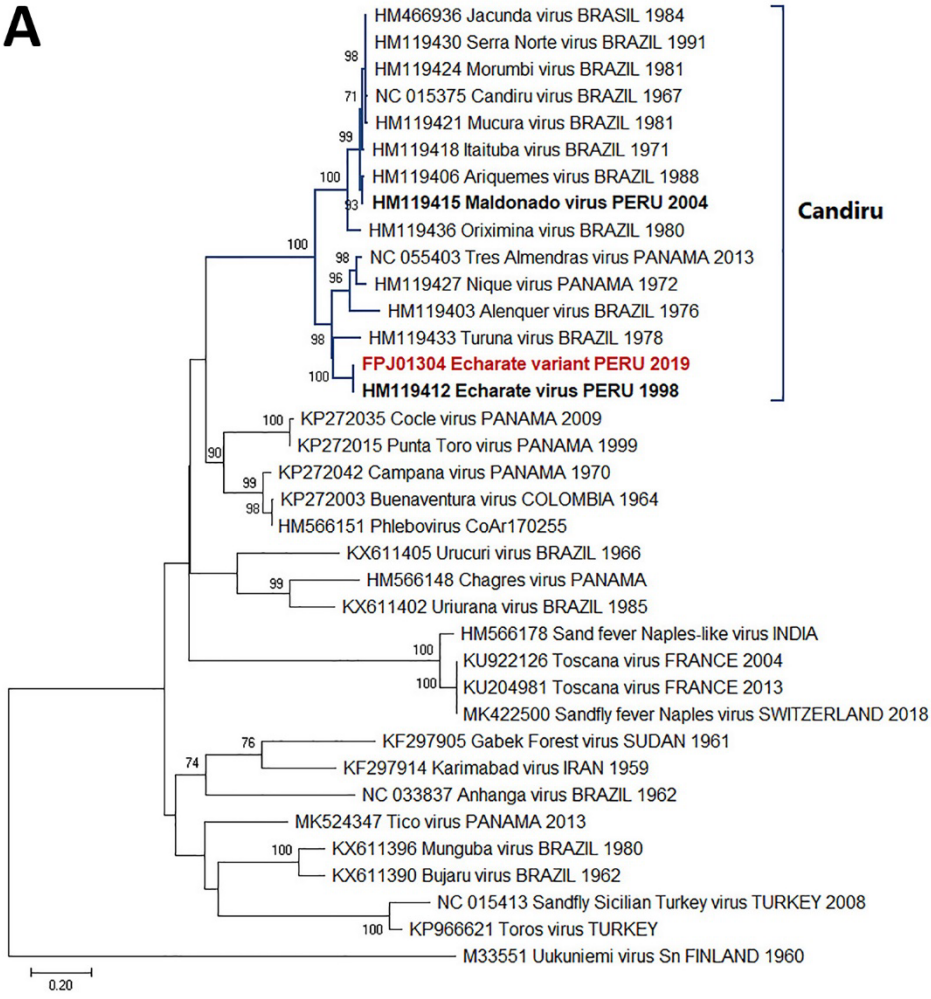 A
HM466936 Jacunda virus BRASIL 1984
HM119430 Serra Norte virus BRAZIL 1991
98
HM119424 Morumbi virus BRAZIL 1981
71
NC 015375 Candiru virus BRAZIL 1967
HM119421 Mucura virus BRAZIL 1981
99
HM119418 Itaituba virus BRAZIL 1971
100
HM119406 Ariquemes virus BRAZIL 1988
93
HM119415 Maldonado virus PERU 2004
Candiru
HM119436 Oriximina virus BRAZIL 1980
100
98
NC 055403 Tres Almendras virus PANAMA 2013
96
HM119427 Nique virus PANAMA 1972
HM119403 Alenquer virus BRAZIL 1976
98
HM119433 Turuna virus BRAZIL 1978
FPJ01304 Echarate variant PERU 2019
100
HM119412 Echarate virus PERU 1998
100
KP272035 Cocle virus PANAMA 2009
90
KP272015 Punta Toro virus PANAMA 1999
KP272042 Campana virus PANAMA 1970
99
KP272003 Buenaventura virus COLOMBIA 1964
98
HM566151 Phlebovirus CoAr170255
KX611405 Urucuri virus BRAZIL 1966
99
HM566148 Chagres virus PANAMA
KX611402 Uriurana virus BRAZIL 1985
HM566178 Sand fever Naples-like virus INDIA
100
KU922126 Toscana virus FRANCE 2004
100
KU204981 Toscana virus FRANCE 2013
MK422500 Sandfly fever Naples virus SWITZERLAND 2018
76
KF297905 Gabek Forest virus SUDAN 1961
74
KF297914 Karimabad virus IRAN 1959
NC 033837 Anhanga virus BRAZIL 1962
MK524347 Tico virus PANAMA 2013
100
KX611396 Munguba virus BRAZIL 1980
KX611390 Bujaru virus BRAZIL 1962
NC 015413 Sandfly Sicilian Turkey virus TURKEY 2008
100
KP966621 Toros virus TURKEY
M33551 Uukuniemi virus Sn FINLAND 1960
0.20